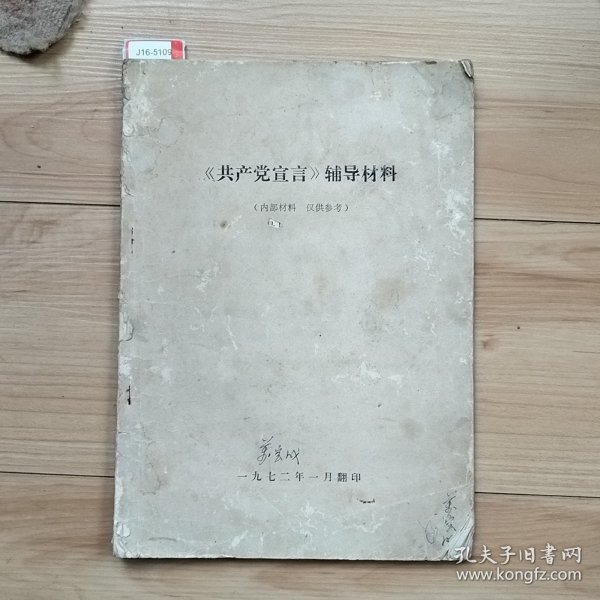 J16-5109
《共产党宣言》辅导材料
（内部材料 仅供参考）
一九七二年一月翻印
孔夫子旧书网
www.kongfz.com